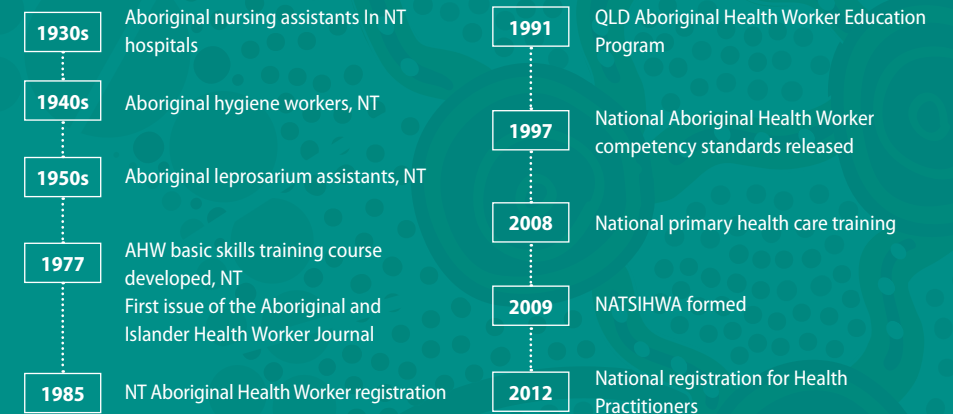 1930s
Aboriginal nursing assistants In NT
hospitals
1940s
Aboriginal hygiene workers, NT
1950s
Aboriginal leprosarium assistants, NT
1977
AHW basic skills training course
developed, NT
First issue of the Aboriginal and
Islander Health Worker Journal
1985
NT Aboriginal Health Worker registration
1991
QLD Aboriginal Health Worker Education
Program
1997
National Aboriginal Health Worker
competency standards released
2008
National primary health care training
2009
NATSIHWA formed
2012
National registration for Health
Practitioners